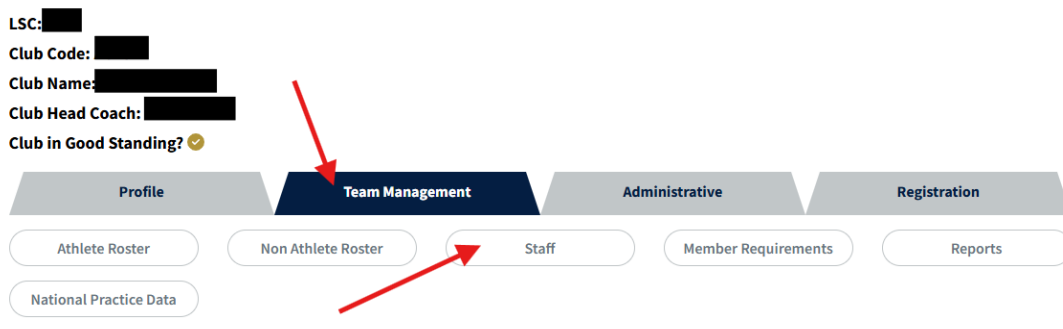 LSC:
Club Code:
Club Name:
Club Head Coach:
Club in Good Standing?
Profile Team Management Administrative Registration
Athlete Roster Non Athlete Roster Staff Member Requirements Reports
National Practice Data